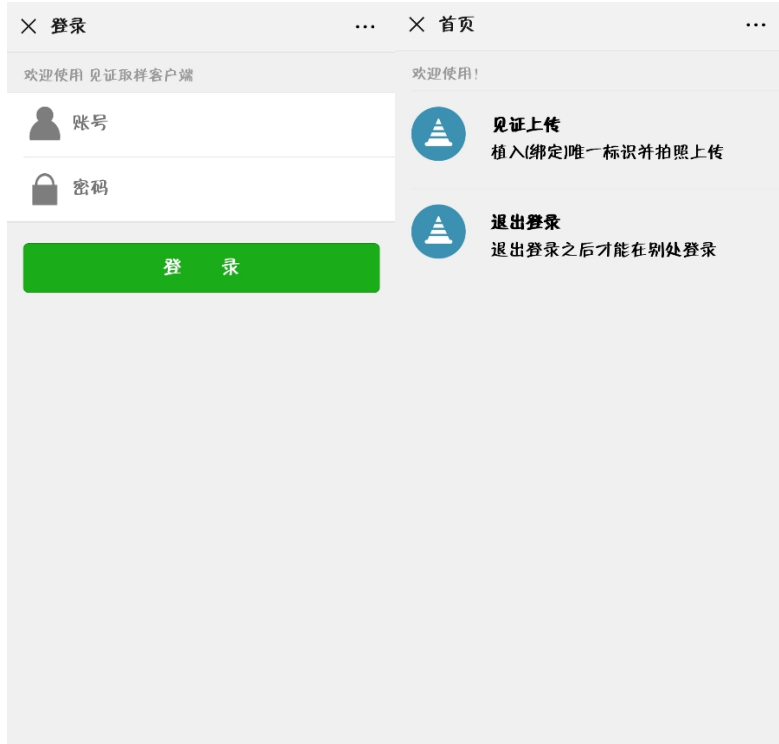 登录
欢迎使用 见证取样客户端
账号
密码
登 录
首页
欢迎使用!
见证上传
植入(绑定)唯一标识并拍照上传
退出登录
退出登录之后才能在别处登录